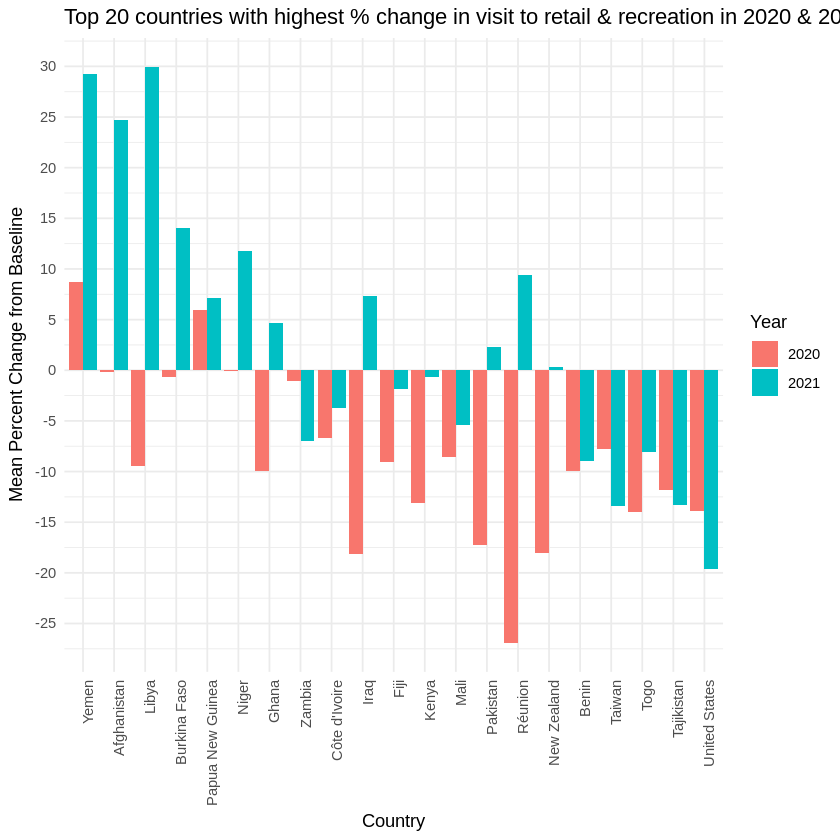 Top 20 countries with highest % change in visit to retail & recreation in 2020 & 20
Mean Percent Change from Baseline
30
25
20
15
10
5
0
-5
-10
-15
-20
-25
Yemen
Afghanistan
Libya
Burkina Faso
Papua New Guinea
Niger
Ghana
Zambia
Côte d'Ivoire
Iraq
Fiji
Kenya
Mali
Pakistan
Réunion
New Zealand
Benin
Taiwan
Togo
Tajikistan
United States
Country
Year
2020
2021